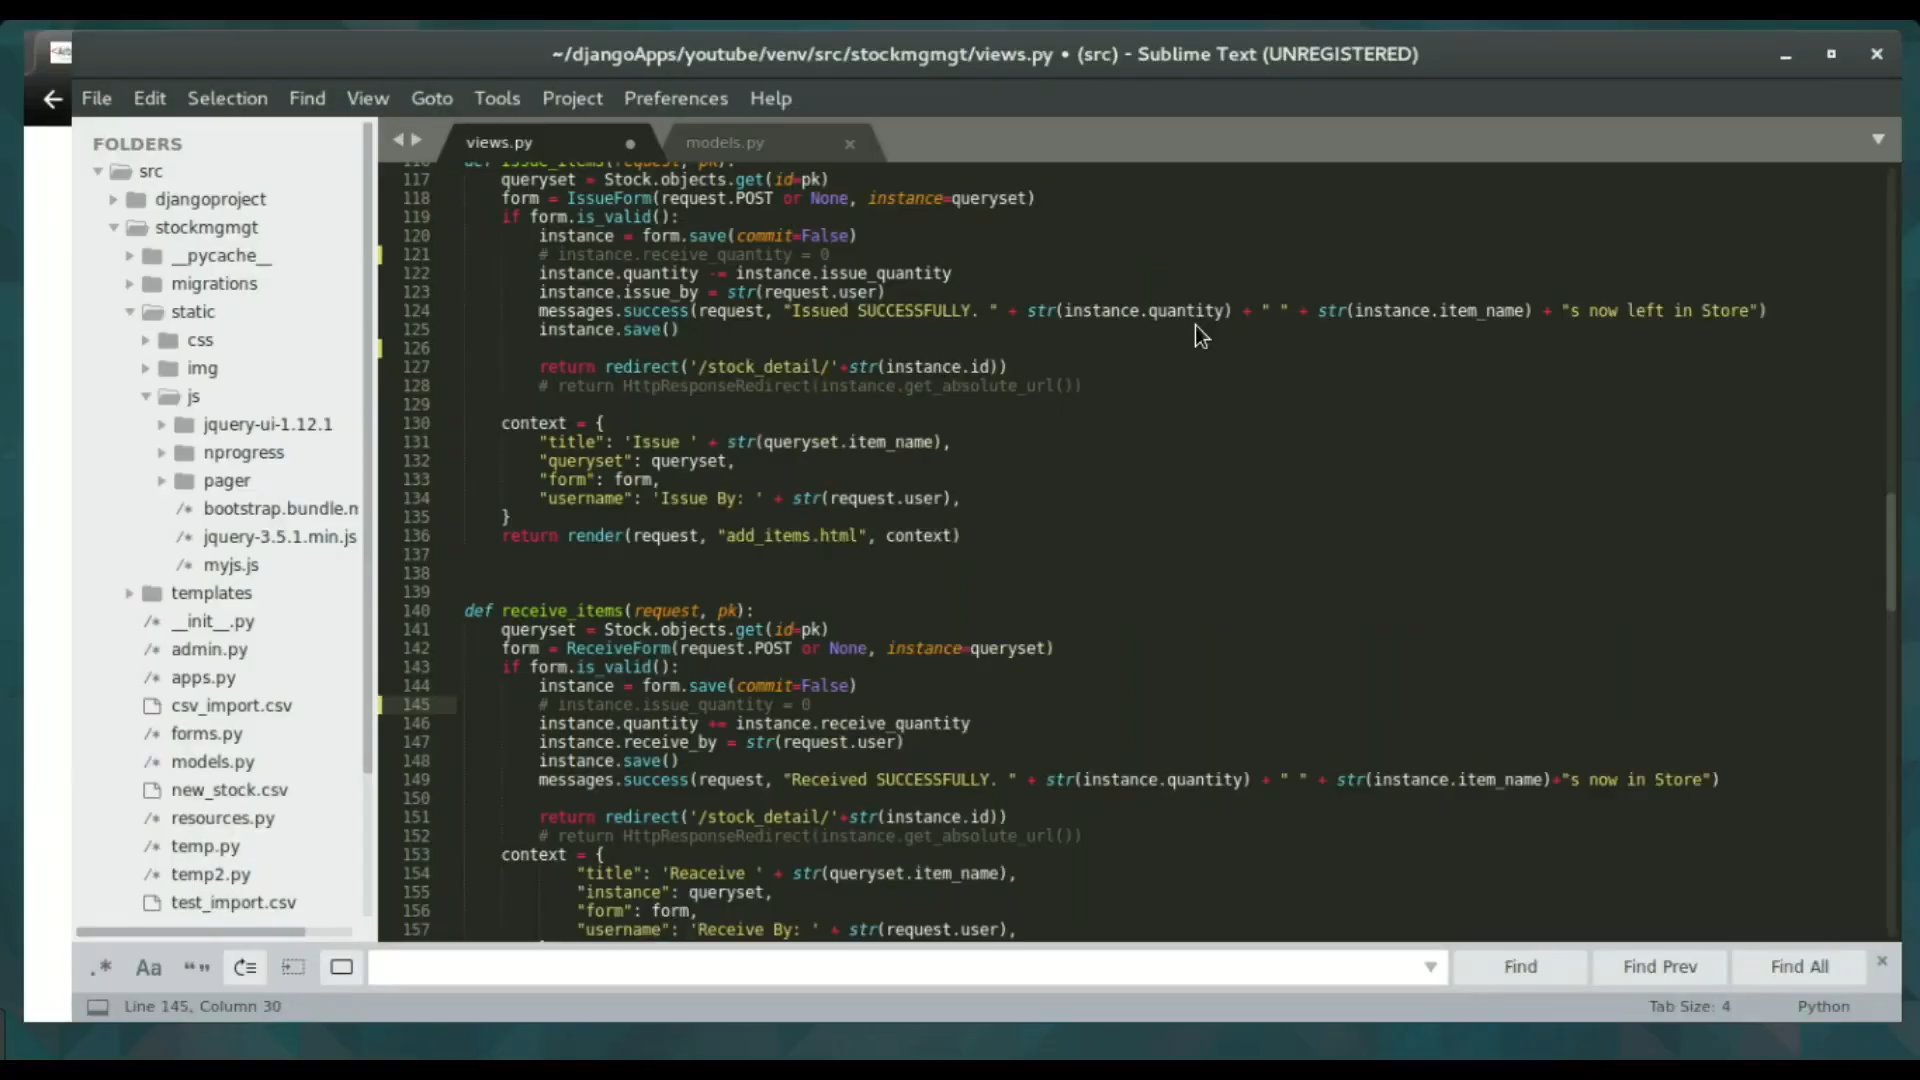 ~/djangoApps/youtube/venv/src/stockmgmgt/views.py • (src) - Sublime Text (UNREGISTERED)
File Edit Selection Find View Goto Tools Project Preferences Help
FOLDERS
src
djangoproject
stockmgmgt
__pycache__
migrations
static
css
img
js
jquery-ui-1.12.1
nprogress
pager
/* bootstrap.bundle.n
/* jquery-3.5.1.min.js
/* myjs.js
templates
/* __init__.py
/* admin.py
/* apps.py
csv_import.csv
/* forms.py
/* models.py
new_stock.csv
/* resources.py
/* temp.py
/* temp2.py
test_import.csv
views.py models.py
116 def issue_items(request, pk):
117 queryset = Stock.objects.get(id=pk)
118 form = IssueForm(request.POST or None, instance=queryset)
119 if form.is_valid():
120 instance = form.save(commit=False)
121 # instance.receive_quantity = 0
122 instance.quantity -= instance.issue_quantity
123 instance.issue_by = str(request.user)
124 messages.success(request, "Issued SUCCESSFULLY. " + str(instance.quantity) + " " + str(instance.item_name) + "s now left in Store")
125 instance.save()
126
127 return redirect('/stock_detail/'+str(instance.id))
128 # return HttpResponseRedirect(instance.get_absolute_url())
129
130 context = {
131 "title": 'Issue ' + str(queryset.item_name),
132 "queryset": queryset,
133 "form": form,
134 "username": 'Issue By: ' + str(request.user),
135 }
136 return render(request, "add_items.html", context)
137
138
139
140 def receive_items(request, pk):
141 queryset = Stock.objects.get(id=pk)
142 form = ReceiveForm(request.POST or None, instance=queryset)
143 if form.is_valid():
144 instance = form.save(commit=False)
145 # instance.issue_quantity = 0
146 instance.quantity += instance.receive_quantity
147 instance.receive_by = str(request.user)
148 instance.save()
149 messages.success(request, "Received SUCCESSFULLY. " + str(instance.quantity) + " " + str(instance.item_name)+"s now in Store")
150
151 return redirect('/stock_detail/'+str(instance.id))
152 # return HttpResponseRedirect(instance.get_absolute_url())
153 context = {
154 "title": 'Reaceive ' + str(queryset.item_name),
155 "instance": queryset,
156 "form": form,
157 "username": 'Receive By: ' + str(request.user),
.* Aa “” Find Find Prev Find All
Line 145, Column 30 Tab Size: 4 Python